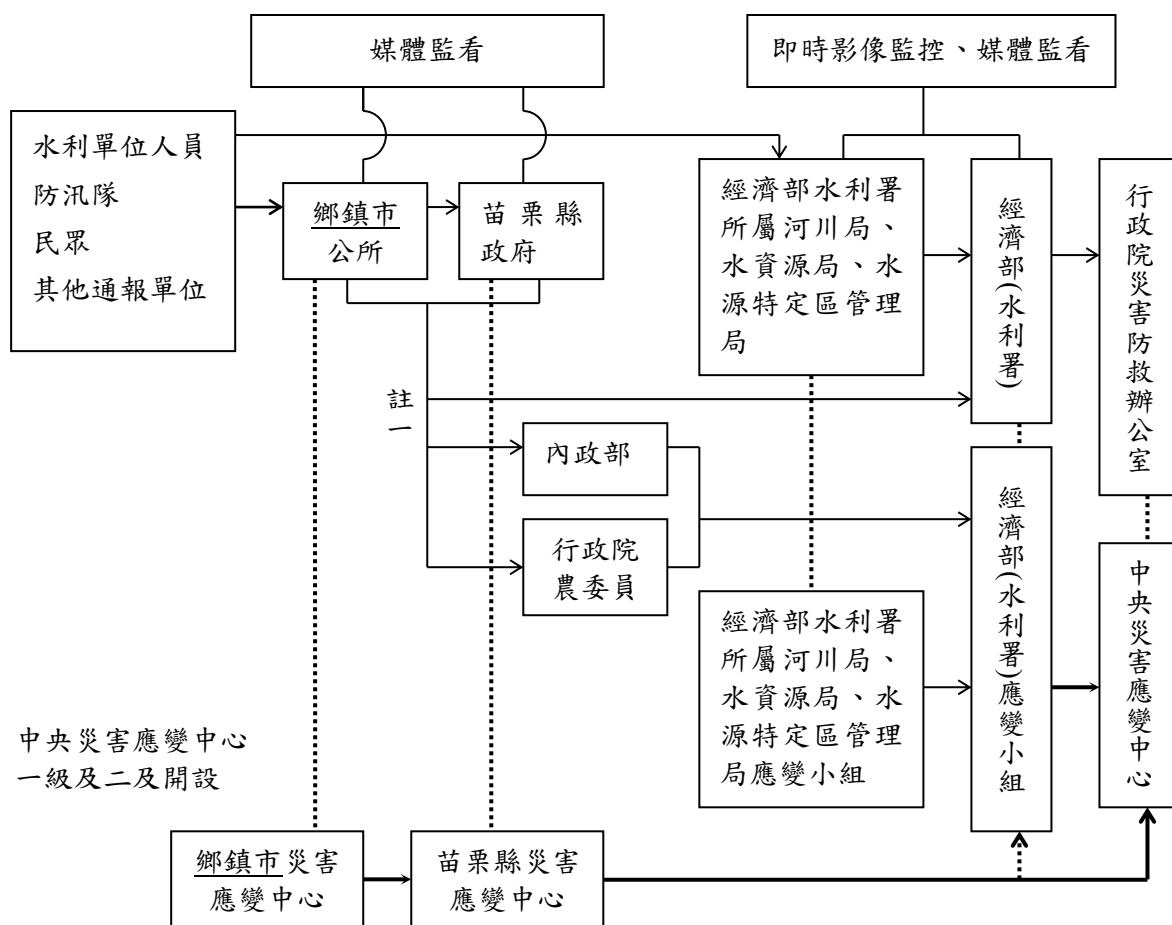 媒體監看
即時影像監控、媒體監看
水利單位人員
防汛隊
民眾
其他通報單位
鄉鎮市
公所
苗栗縣
政府
經濟部水利署
所屬河川局、
水資源局、水
源特定區管理
局
經濟部(水利署)
行政院災害防救辦公室
註一
內政部
行政院
農委員
經濟部水利署
所屬河川局、
水資源局、水
源特定區管理
局應變小組
經濟部(水利署)應變小組
中央災害應變中心
中央災害應變中心
一級及二及開設
鄉鎮市災害
應變中心
苗栗縣災害
應變中心